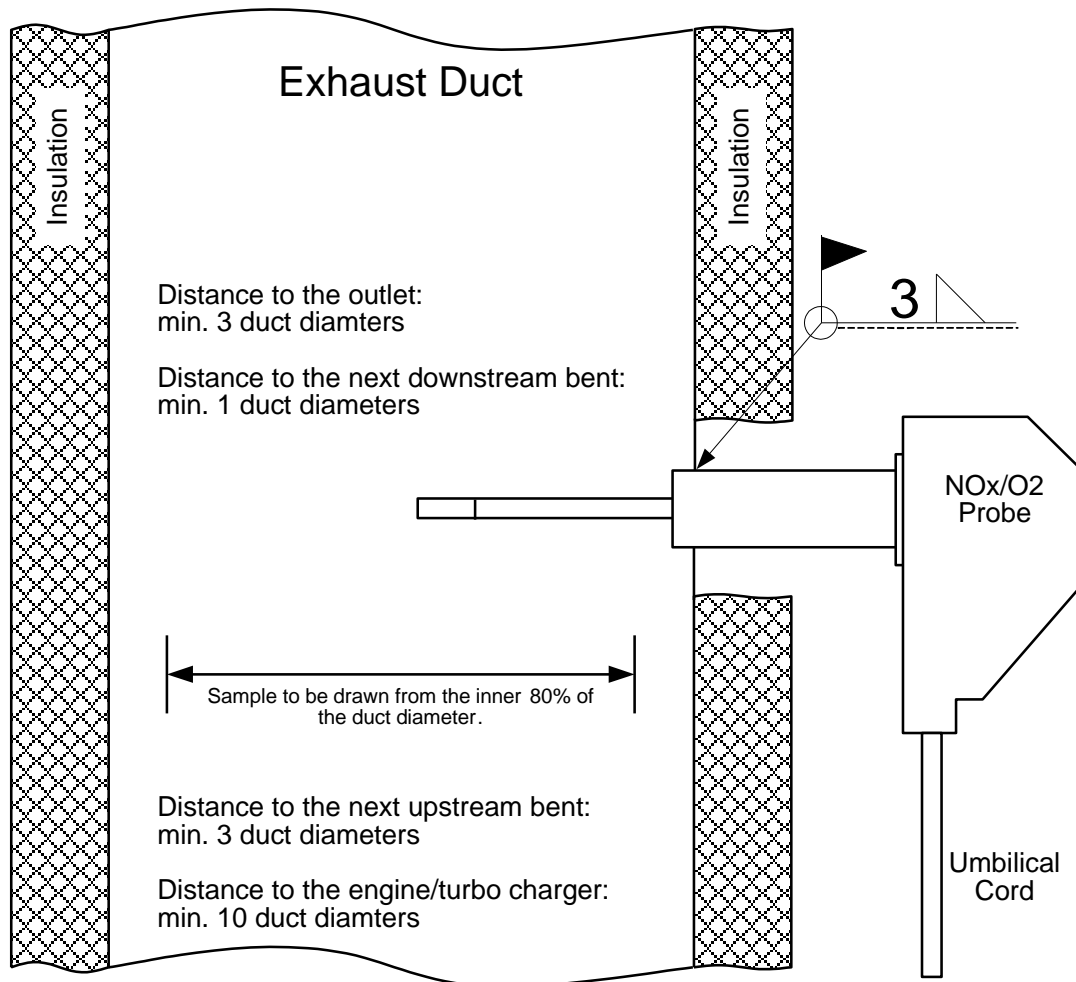 Exhaust Duct
Insulation
Insulation
Distance to the outlet:
min. 3 duct diamters
Distance to the next downstream bent:
min. 1 duct diameters
3
NOx/O2
Probe
Sample to be drawn from the inner 80% of
the duct diameter.
Distance to the next upstream bent:
min. 3 duct diameters
Distance to the engine/turbo charger:
min. 10 duct diamters
Umbilical
Cord